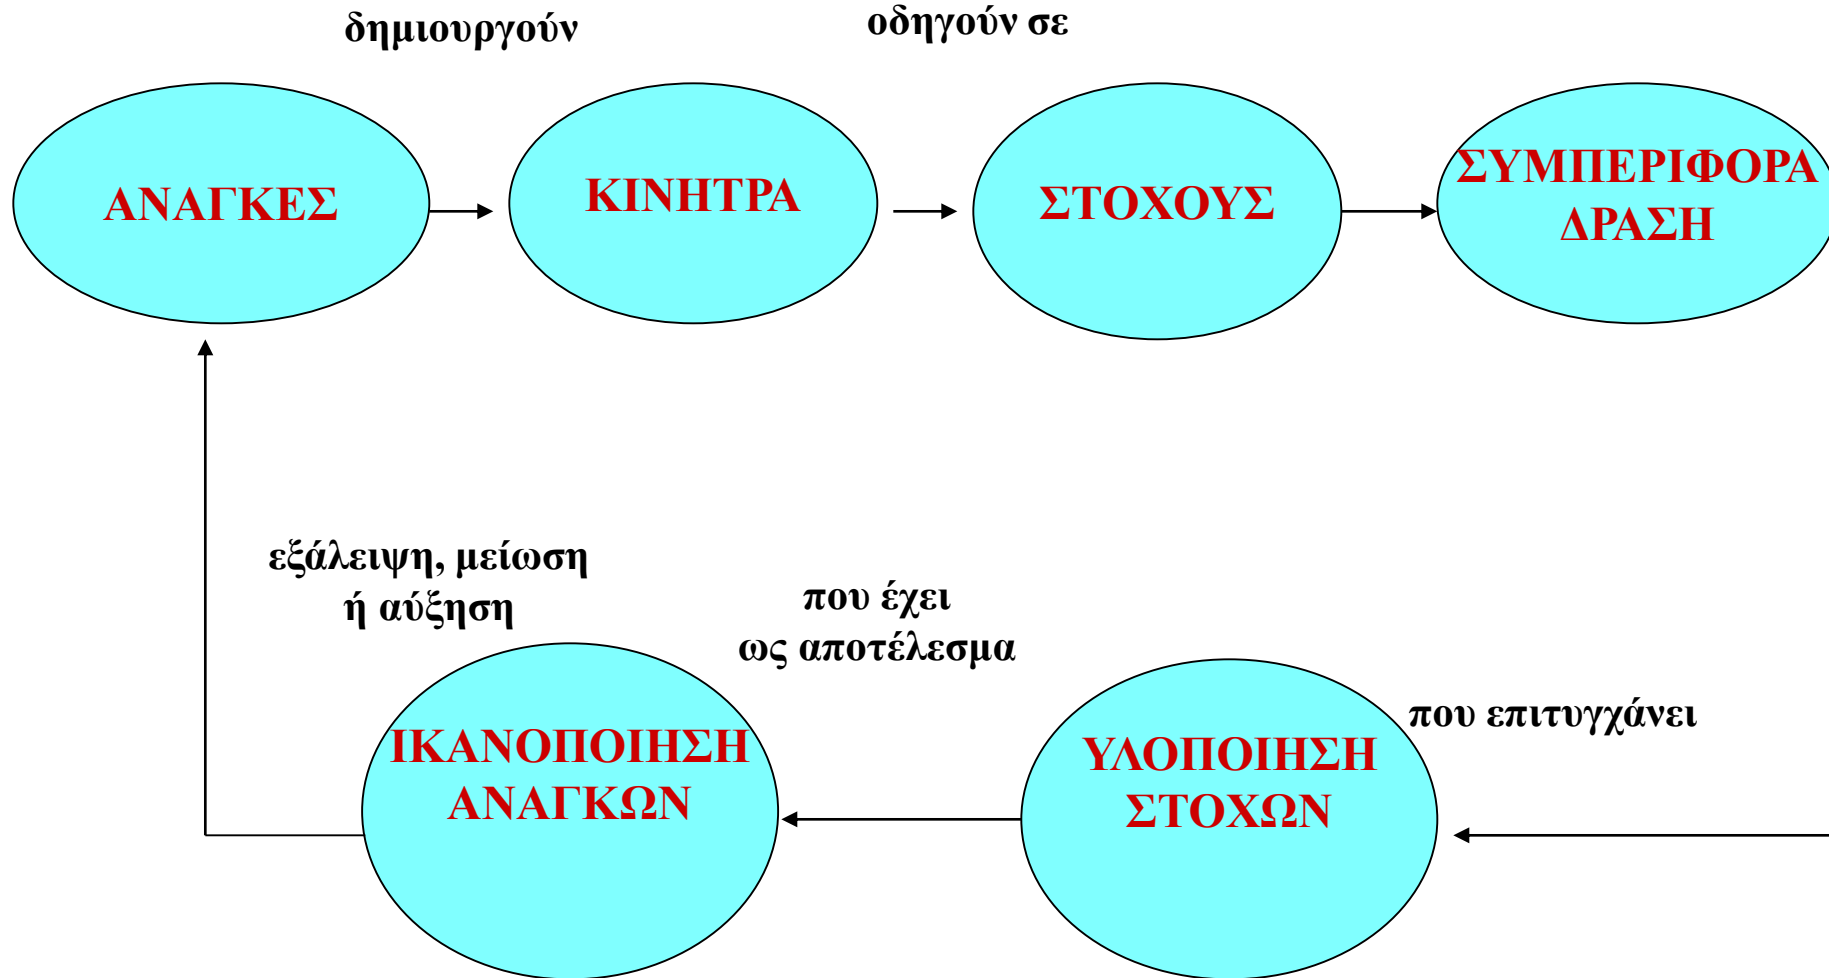 δημιουργούν
οδηγούν σε
ΑΝΑΓΚΕΣ
ΚΙΝΗΤΡΑ
ΣΤΟΧΟΥΣ
ΣΥΜΠΕΡΙΦΟΡΑ
ΔΡΑΣΗ
εξάλειψη, μείωση
ή αύξηση
που έχει
ως αποτέλεσμα
που επιτυγχάνει
ΙΚΑΝΟΠΟΙΗΣΗ
ΑΝΑΓΚΩΝ
ΥΛΟΠΟΙΗΣΗ
ΣΤΟΧΩΝ